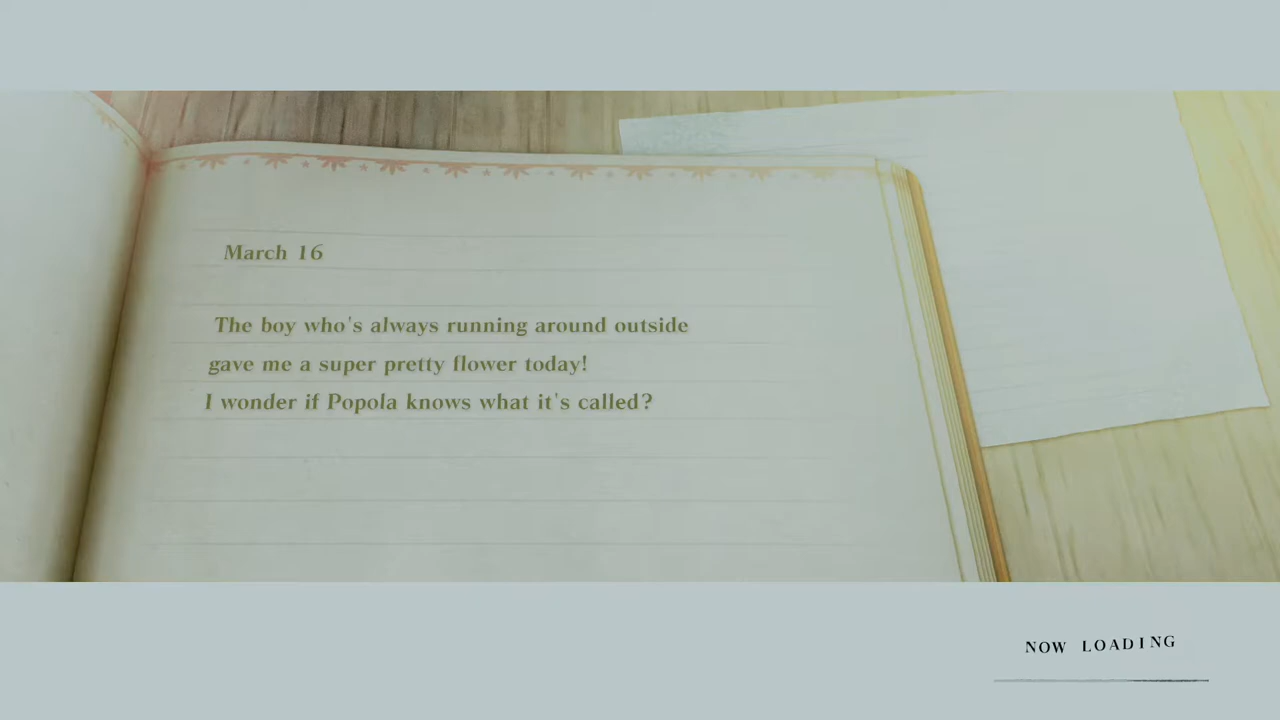 March 16
The boy who's always running around outside
gave me a super pretty flower today!
I wonder if Popola knows what it's called?
NOW LOADING